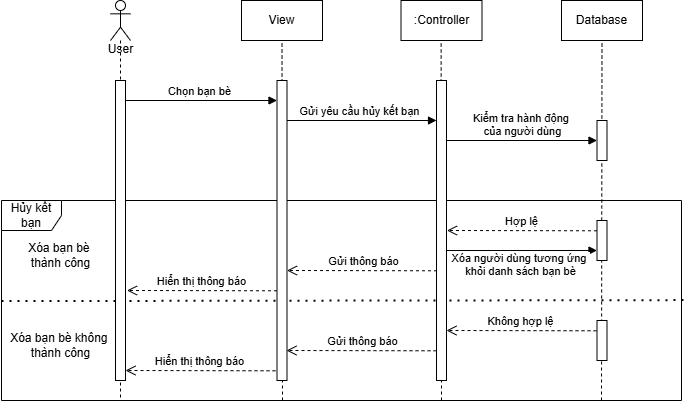 User
View
:Controller
Database
Chọn bạn bè
Gửi yêu cầu hủy kết bạn
Kiểm tra hành động
của người dùng
Hủy kết
bạn
Hợp lệ
Xóa bạn bè
thành công
Xóa người dùng tương ứng
khỏi danh sách bạn bè
Gửi thông báo
Hiển thị thông báo
Không hợp lệ
Xóa bạn bè không
thành công
Gửi thông báo
Hiển thị thông báo